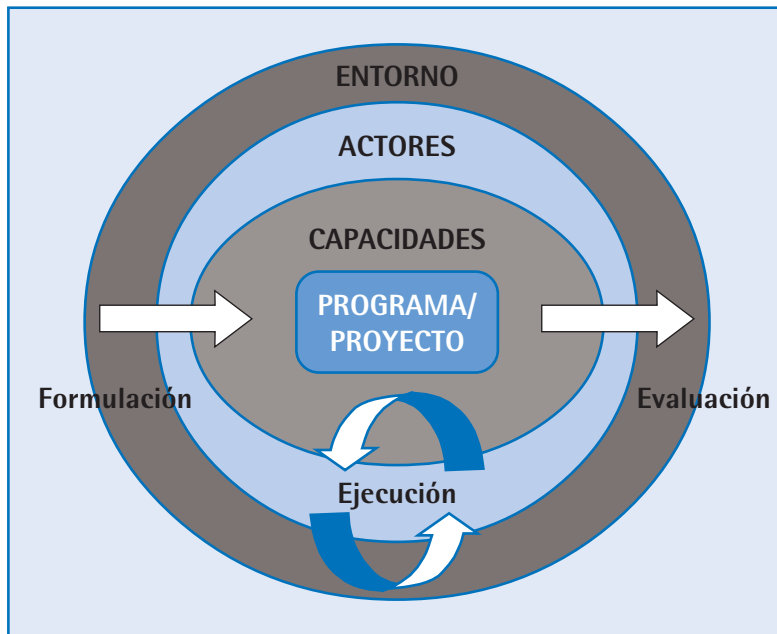 ENTORNO
ACTORES
CAPACIDADES
PROGRAMA/
PROYECTO
Formulación
Evaluación
Ejecución